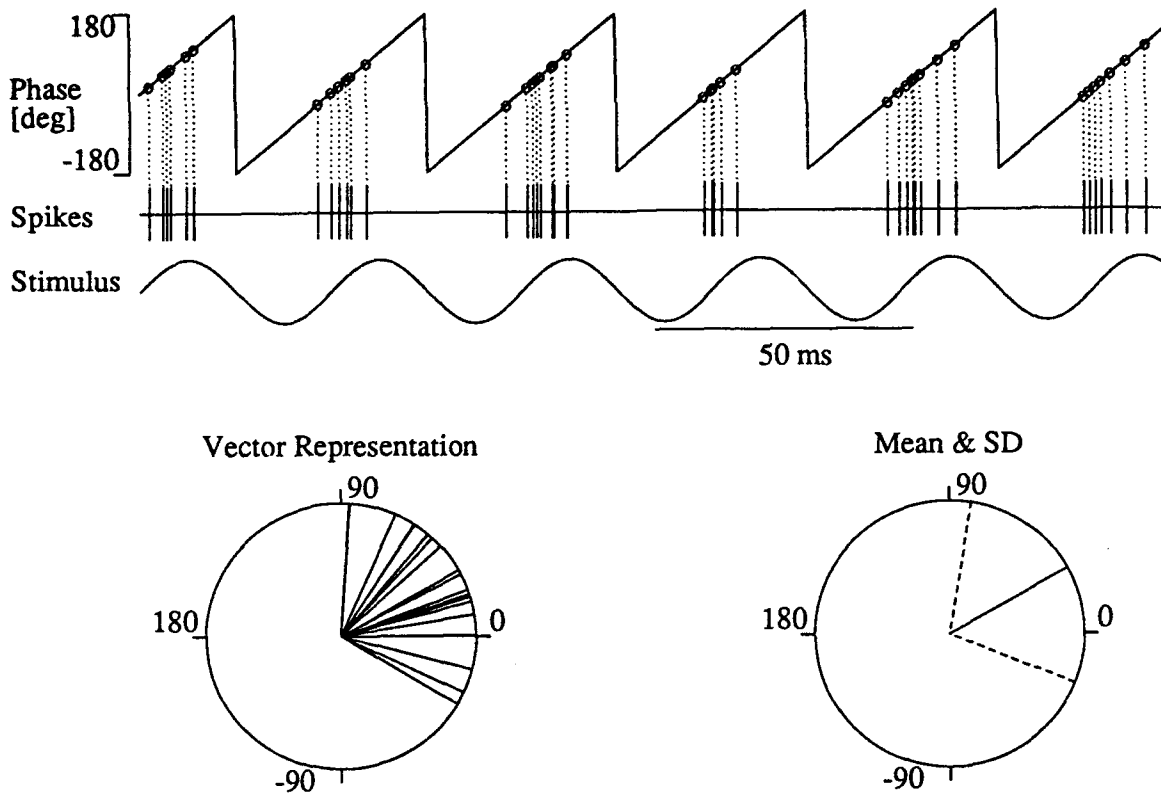 180
Phase
[deg]
-180
Spikes
Stimulus
50 ms
Vector Representation
Mean & SD
90
90
180
0
180
0
-90
-90